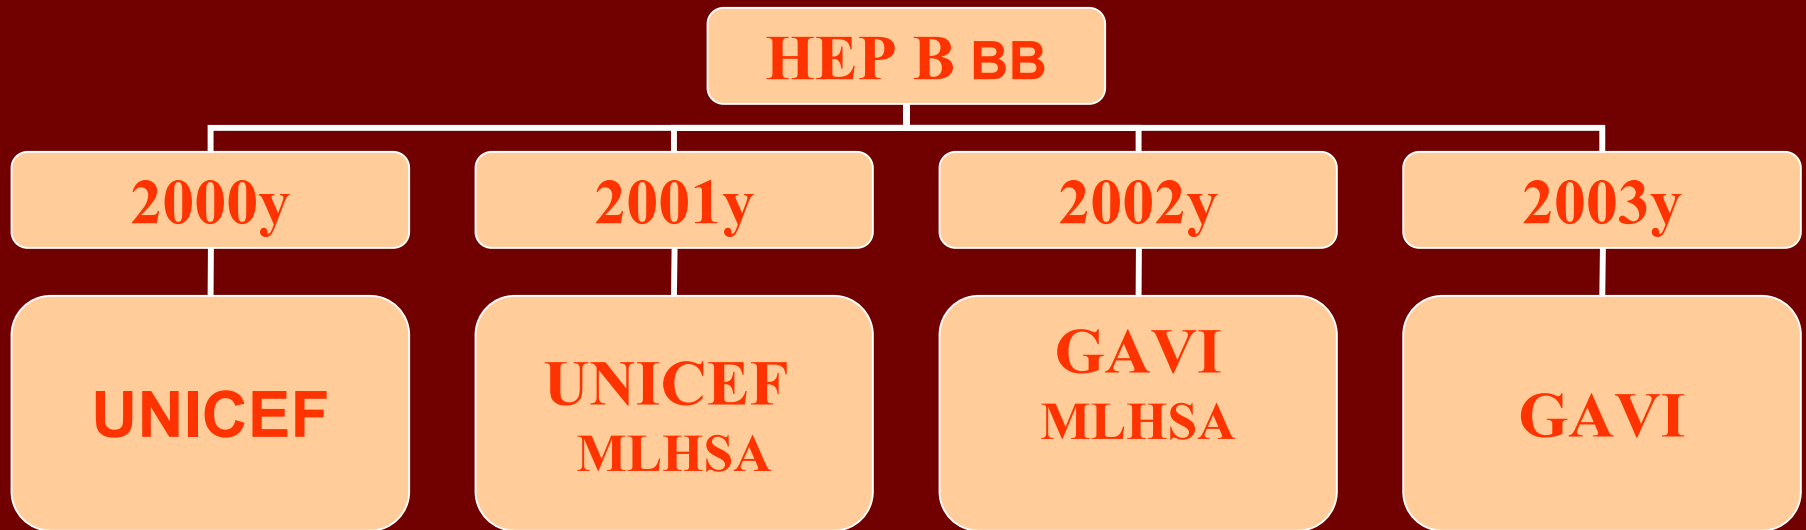 HEP B BB
2000y
2001y
2002y
2003y
UNICEF
UNICEF
MLHSA
GAVI
MLHSA
GAVI